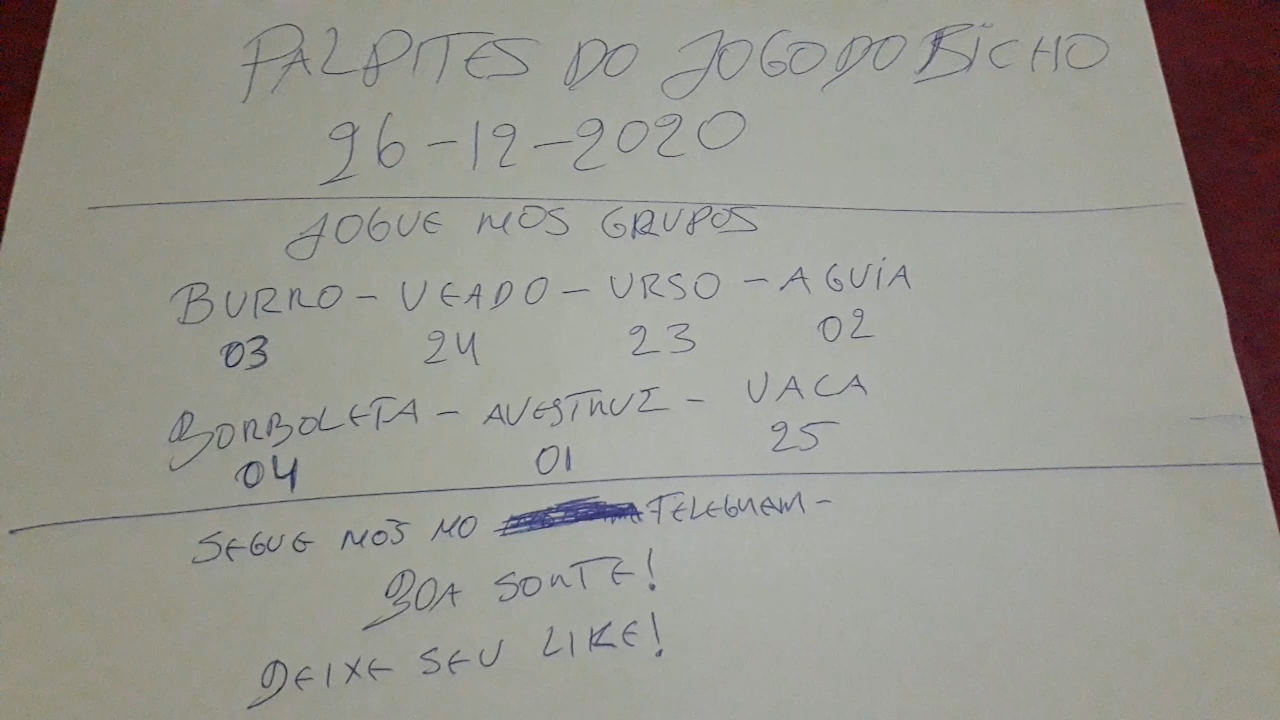 PALPITES DO JOGO DO BICHO
26-12-2020
JOGUE NOS GRUPOS
BURRO - VEADO - URSO - AGUIA
03 24 23 02
BORBOLETA - AVESTRUZ - VACA
04 01 25
SEGUE NOS NO TELEGRAM -
BOA SORTE!
DEIXE SEU LIKE!